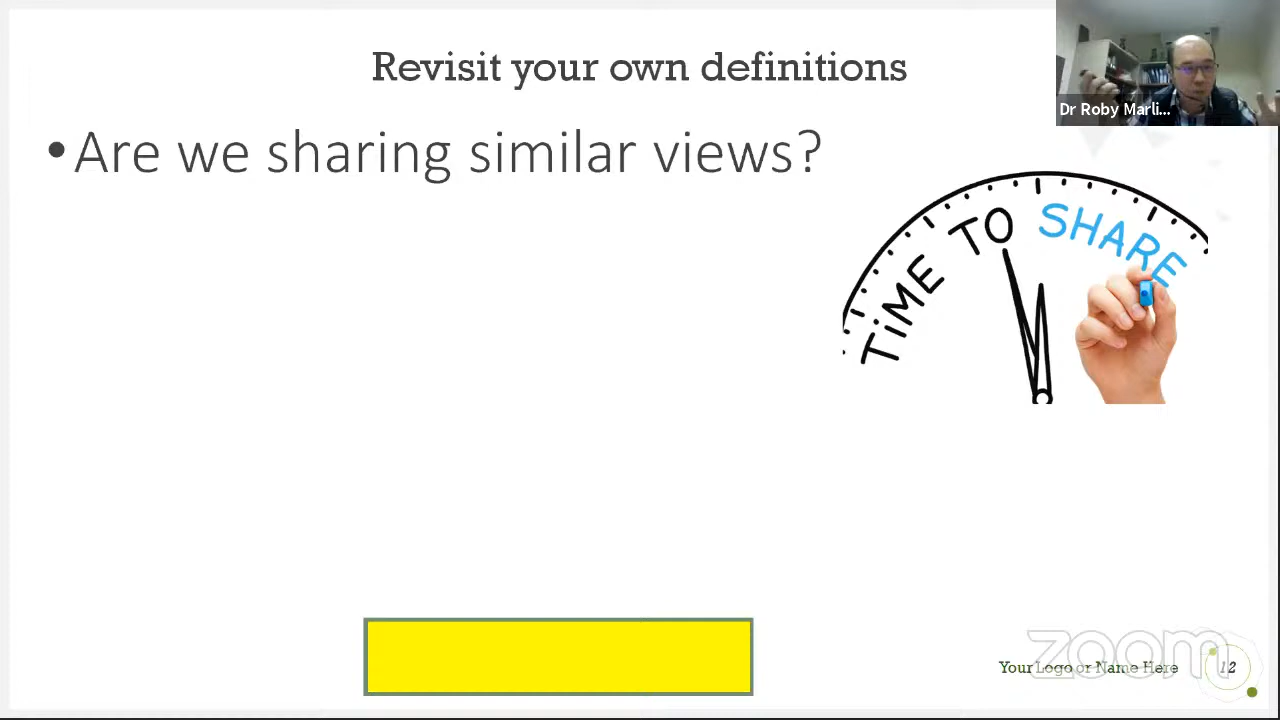 Revisit your own definitions
Dr Roby Marli...
•Are we sharing similar views?
TiME TO SHARE
zoom
Your Logo or Name Here
12